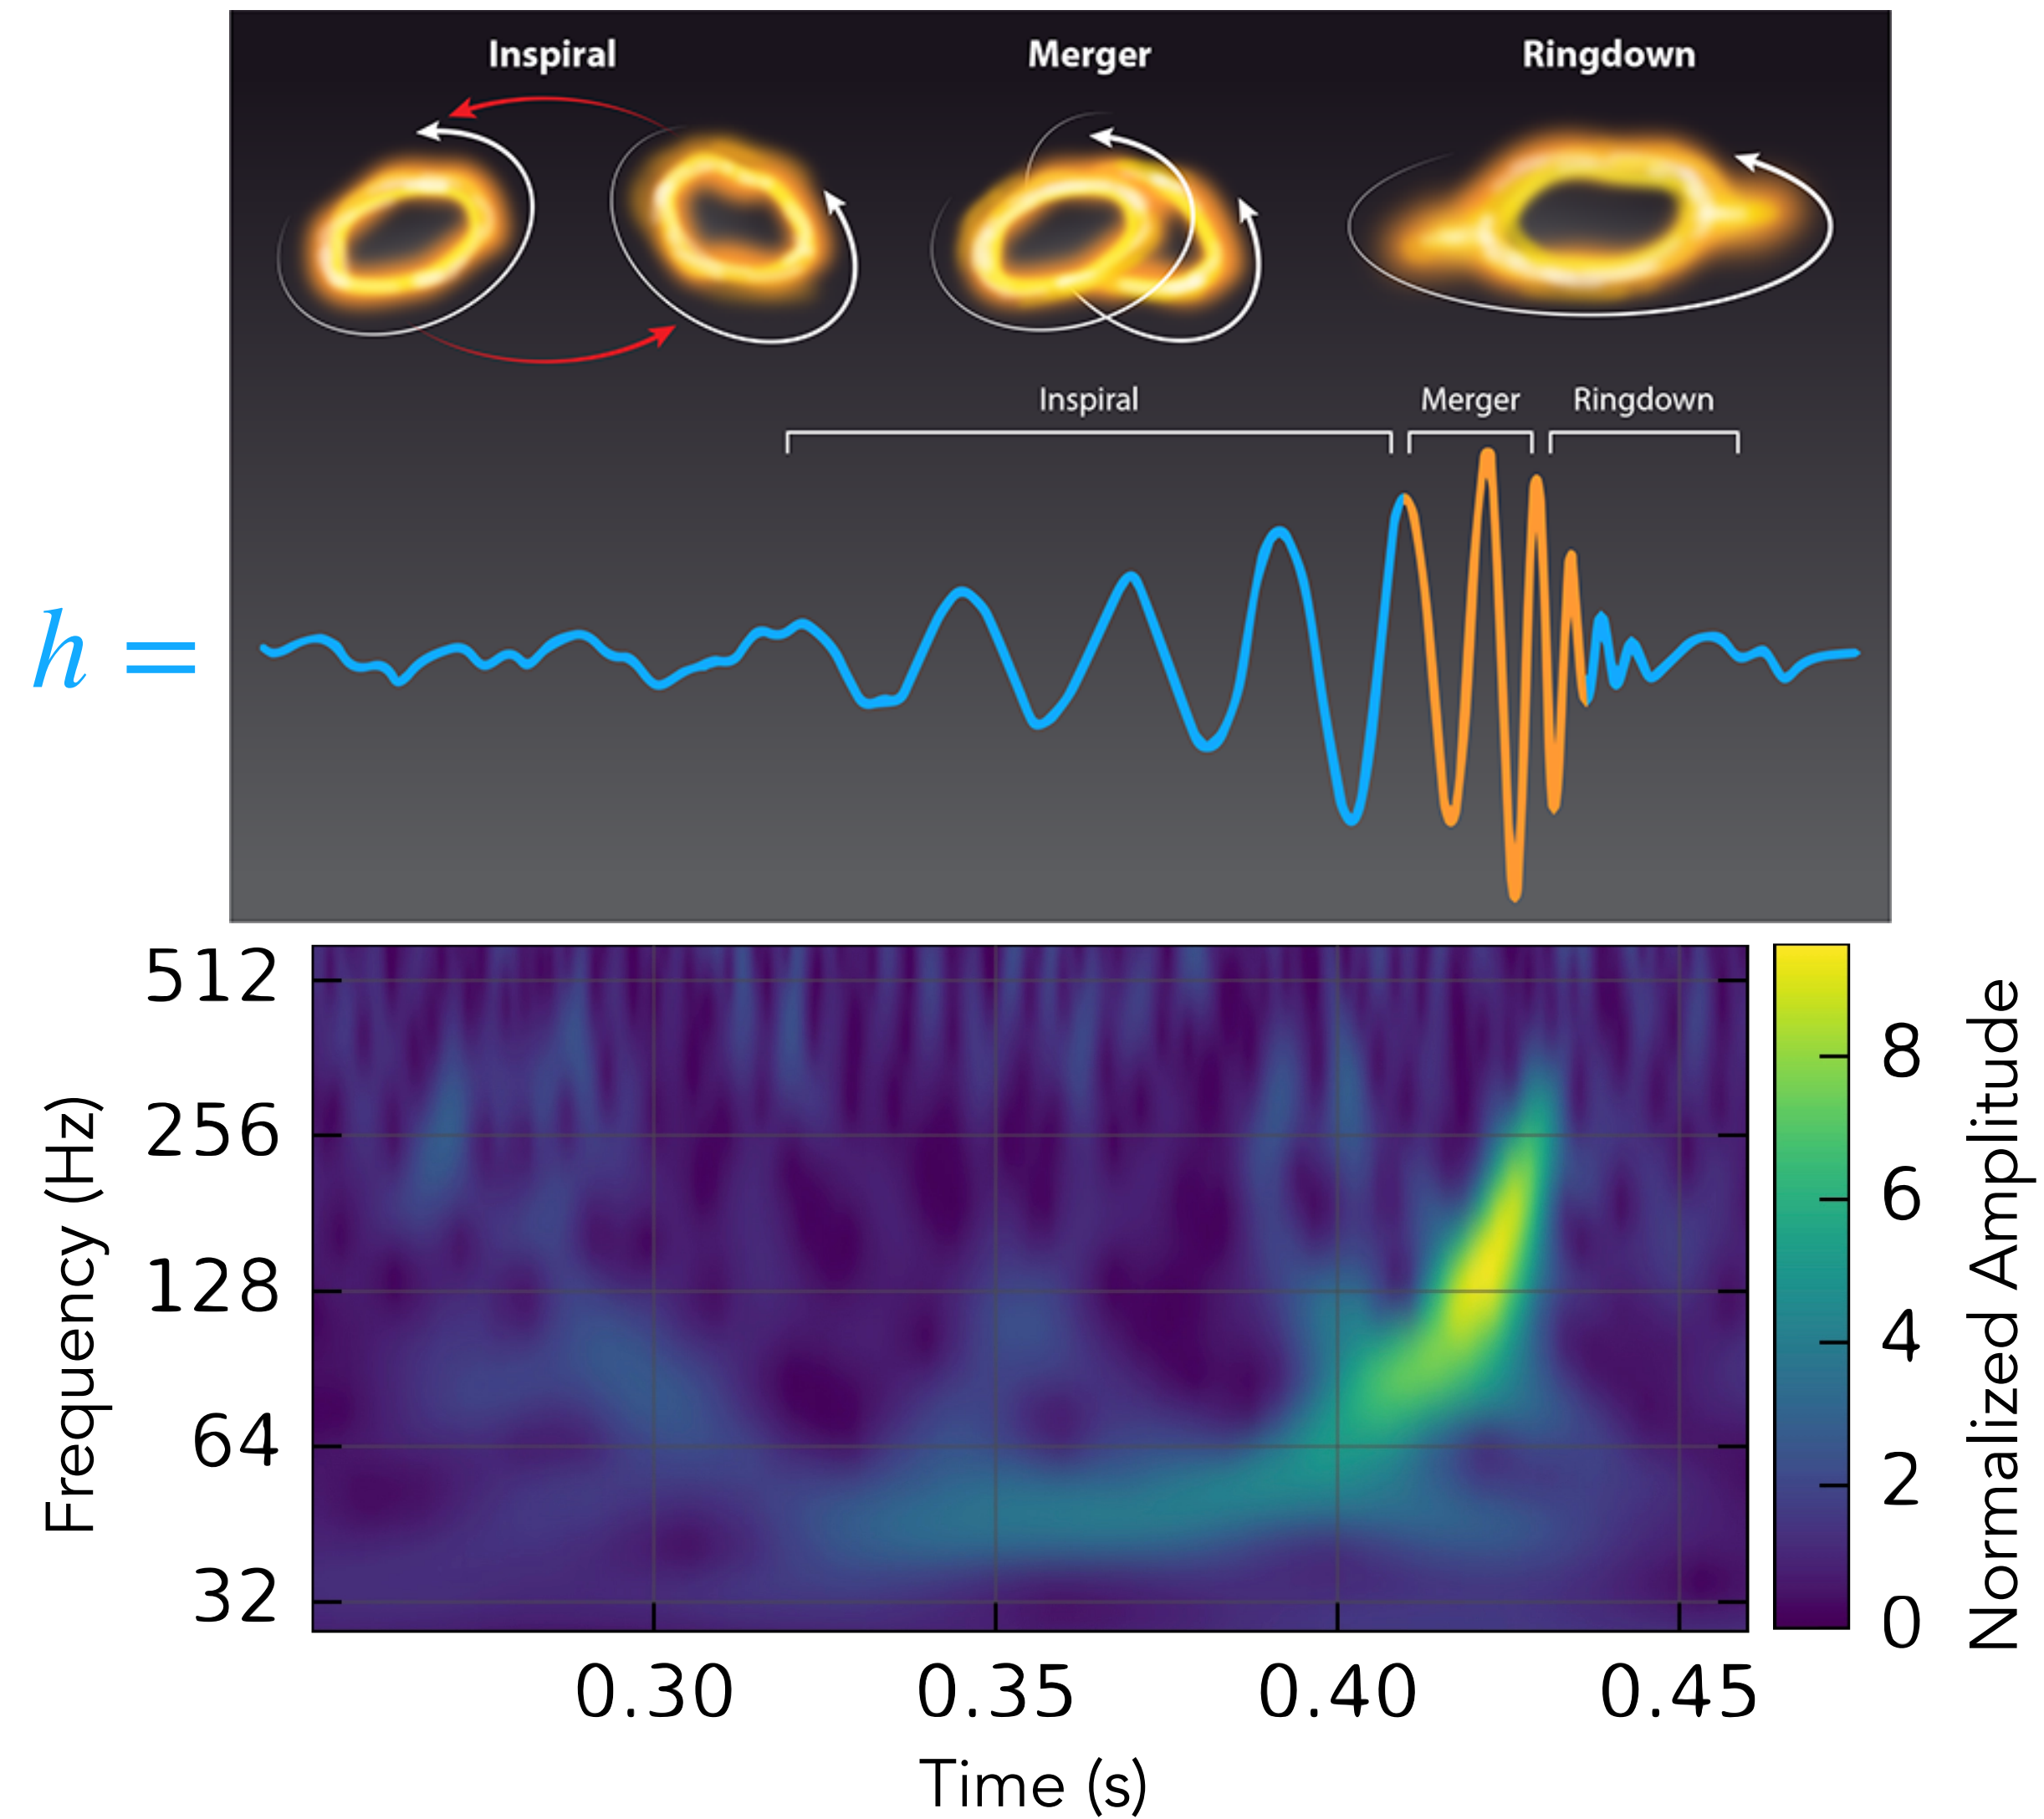 Inspiral
Merger
Ringdown
Inspiral
Merger
Ringdown
h =
512
256
128
64
32
Frequency (Hz)
0.30
0.35
0.40
0.45
Time (s)
8
6
4
2
0
Normalized Amplitude